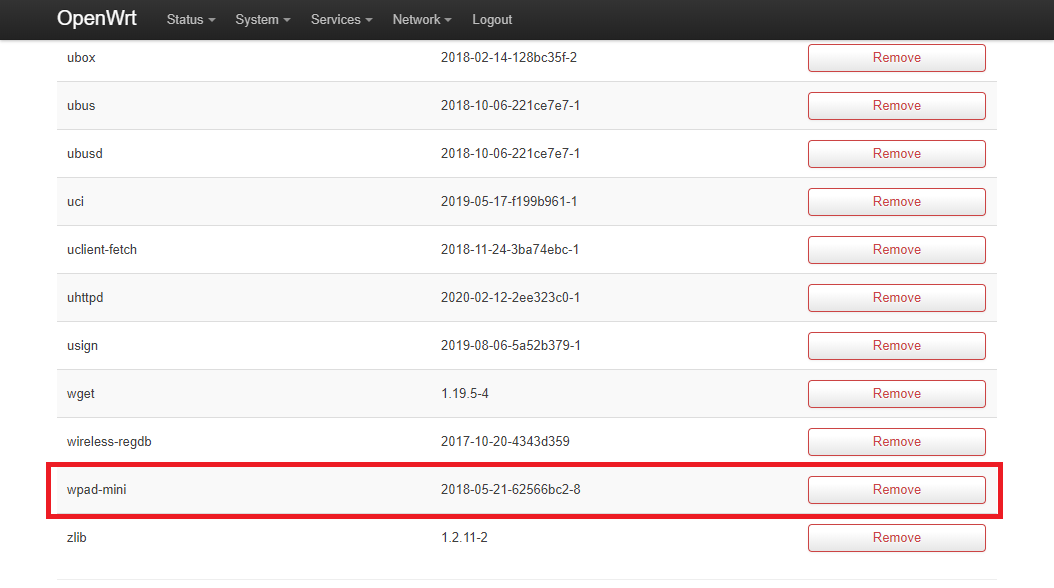 OpenWrt Status System Services Network Logout
ubox 2018-02-14-128bc35f-2 Remove
ubus 2018-10-06-221ce7e7-1 Remove
ubusd 2018-10-06-221ce7e7-1 Remove
uci 2019-05-17-f199b961-1 Remove
uclient-fetch 2018-11-24-3ba74ebc-1 Remove
uhttpd 2020-02-12-2ee323c0-1 Remove
usign 2019-08-06-5a52b379-1 Remove
wget 1.19.5-4 Remove
wireless-regdb 2017-10-20-4343d359 Remove
wpad-mini 2018-05-21-62566bc2-8 Remove
zlib 1.2.11-2 Remove